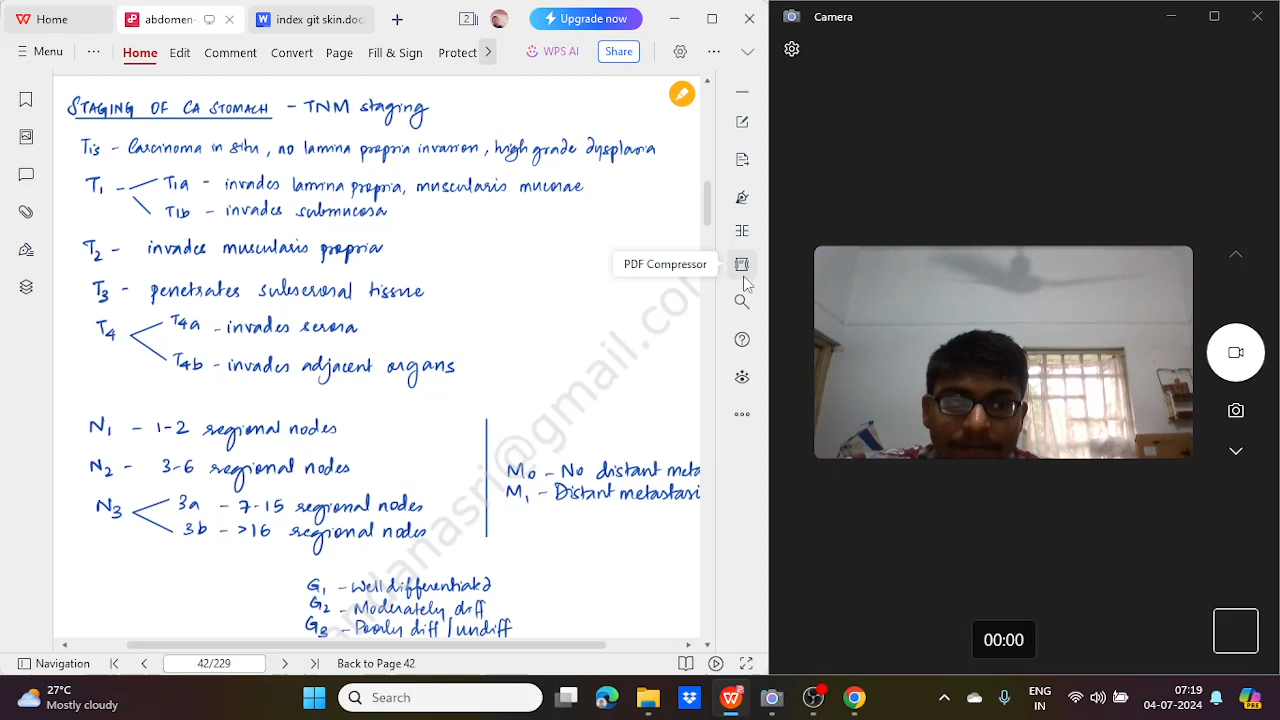 Home
abdomen-
index git skin.doc
2
Upgrade now
Camera
Menu
Home
Edit
Comment
Convert
Page
Fill & Sign
Protect
WPS AI
Share
STAGING OF CA STOMACH - TNM staging
Tis - Carcinoma in situ, no lamina propria invasion, high grade dysplasia
T1 - T1a - invades lamina propria, muscularis mucosae
T1b - invades submucosa
T2 - invades muscularis propria
PDF Compressor
T3 - penetrates subserosal tissue
T4 T4a - invades serosa
T4b - invades adjacent organs
N1 - 1-2 regional nodes
N2 - 3-6 regional nodes
N3 3a - 7-15 regional nodes
3b - >16 regional nodes
M0 - No distant meta
M1 - Distant metastasi
G1 - Well differentiated
G2 - Moderately diff
G3 - Poorly diff / undiff
ndanasri@gmail.com
00:00
Navigation
42/229
Back to Page 42
27°C
Mostly cloudy
Search
ENG
IN
07:19
04-07-2024
PRE